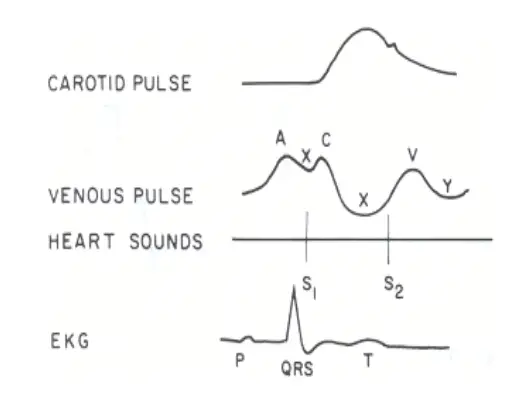 CAROTID PULSE
A X C
V
VENOUS PULSE
X
Y
HEART SOUNDS
S1 S2
EKG
P QRS T